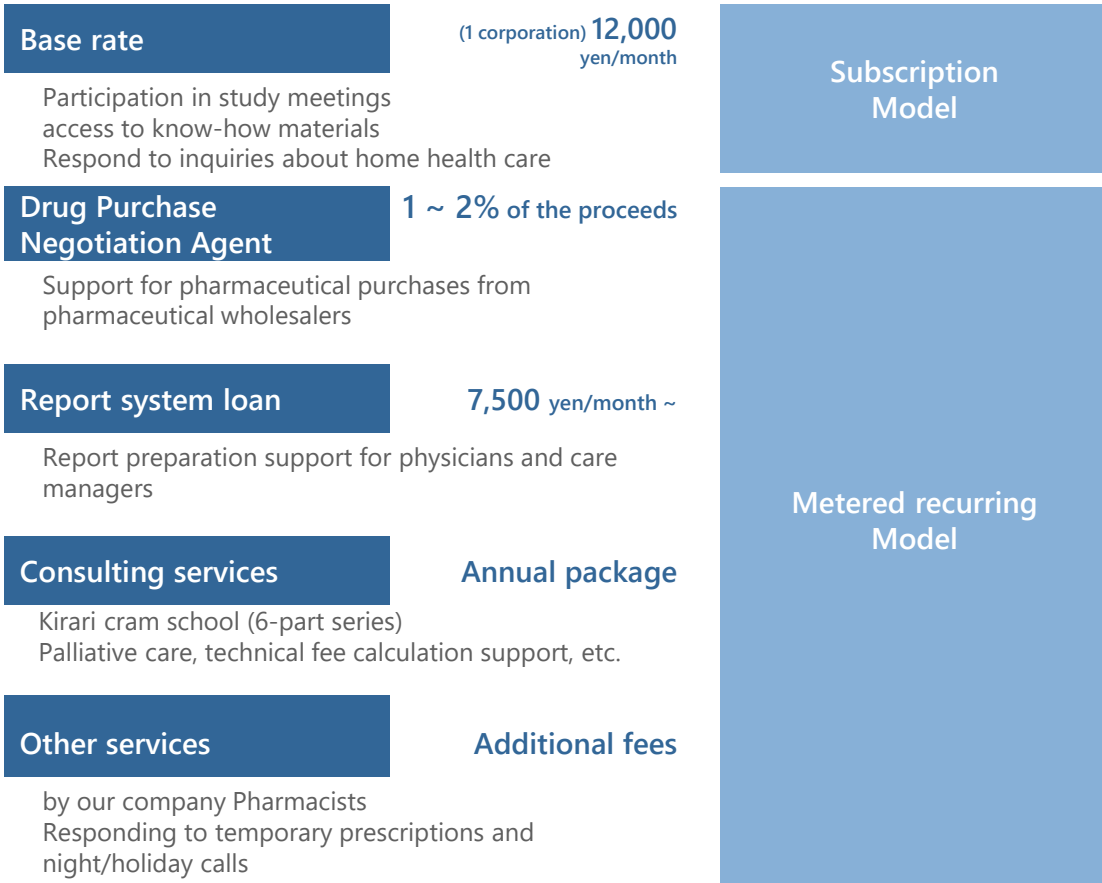 Base rate
(1 corporation) 12,000
yen/month
Participation in study meetings
access to know-how materials
Respond to inquiries about home health care
Subscription
Model
Drug Purchase
Negotiation Agent
1 ~ 2% of the proceeds
Support for pharmaceutical purchases from
pharmaceutical wholesalers
Report system loan
7,500 yen/month ~
Report preparation support for physicians and care
managers
Metered recurring
Model
Consulting services
Annual package
Kirari cram school (6-part series)
Palliative care, technical fee calculation support, etc.
Other services
Additional fees
by our company Pharmacists
Responding to temporary prescriptions and
night/holiday calls